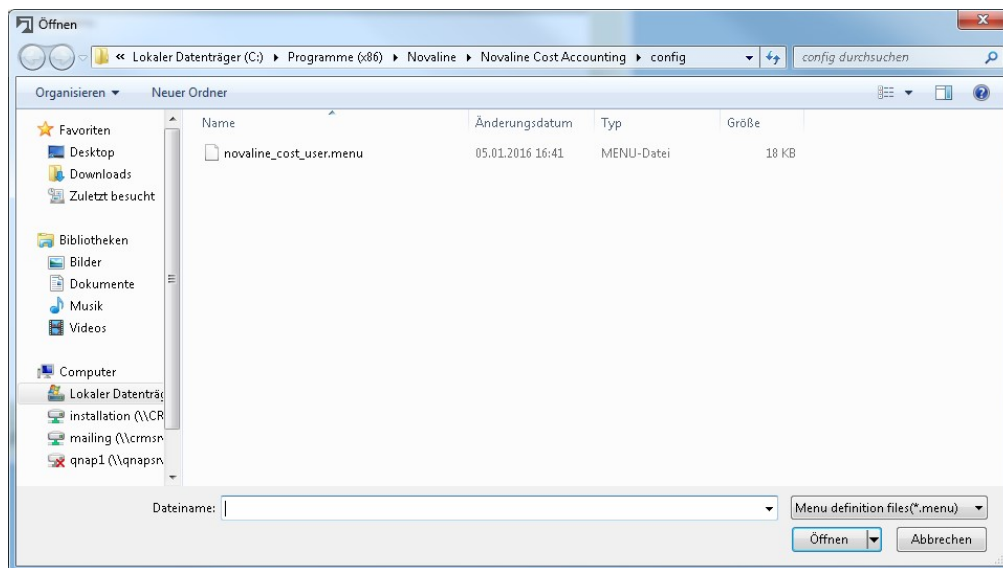 Öffnen
« Lokaler Datenträger (C:) ▸ Programme (x86) ▸ Novaline ▸ Novaline Cost Accounting ▸ config
config durchsuchen
Organisieren
Neuer Ordner
Name
Änderungsdatum
Typ
Größe
novaline_cost_user.menu
05.01.2016 16:41
MENU-Datei
18 KB
Favoriten
Desktop
Downloads
Zuletzt besucht
Bibliotheken
Bilder
Dokumente
Musik
Videos
Computer
Lokaler Datenträg
installation (\\CR
mailing (\\crmsr
qnap1 (\\qnapsr
Dateiname:
Menu definition files(*.menu)
Öffnen
Abbrechen